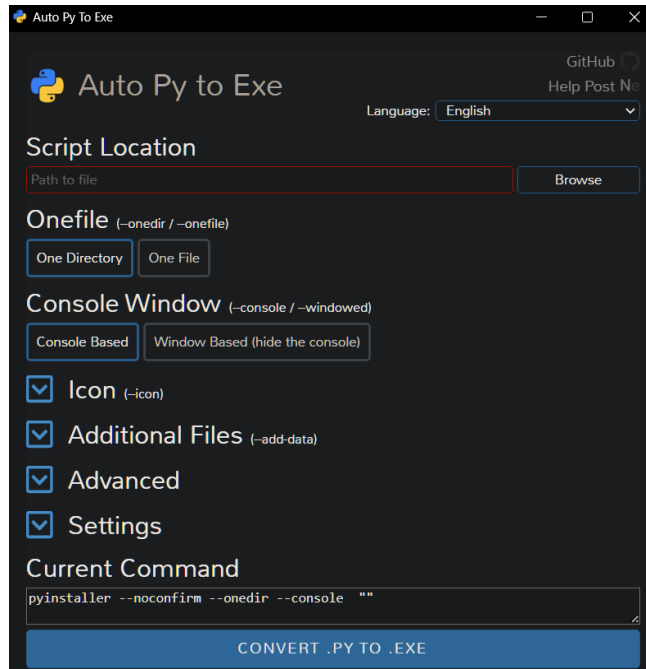 Auto Py To Exe
GitHub
Auto Py to Exe
Help Post Ne
Language: English
Script Location
Path to file
Browse
Onefile (--onedir / --onefile)
One Directory One File
Console Window (--console / --windowed)
Console Based Window Based (hide the console)
Icon (--icon)
Additional Files (--add-data)
Advanced
Settings
Current Command
pyinstaller --noconfirm --onedir --console  ""
CONVERT .PY TO .EXE